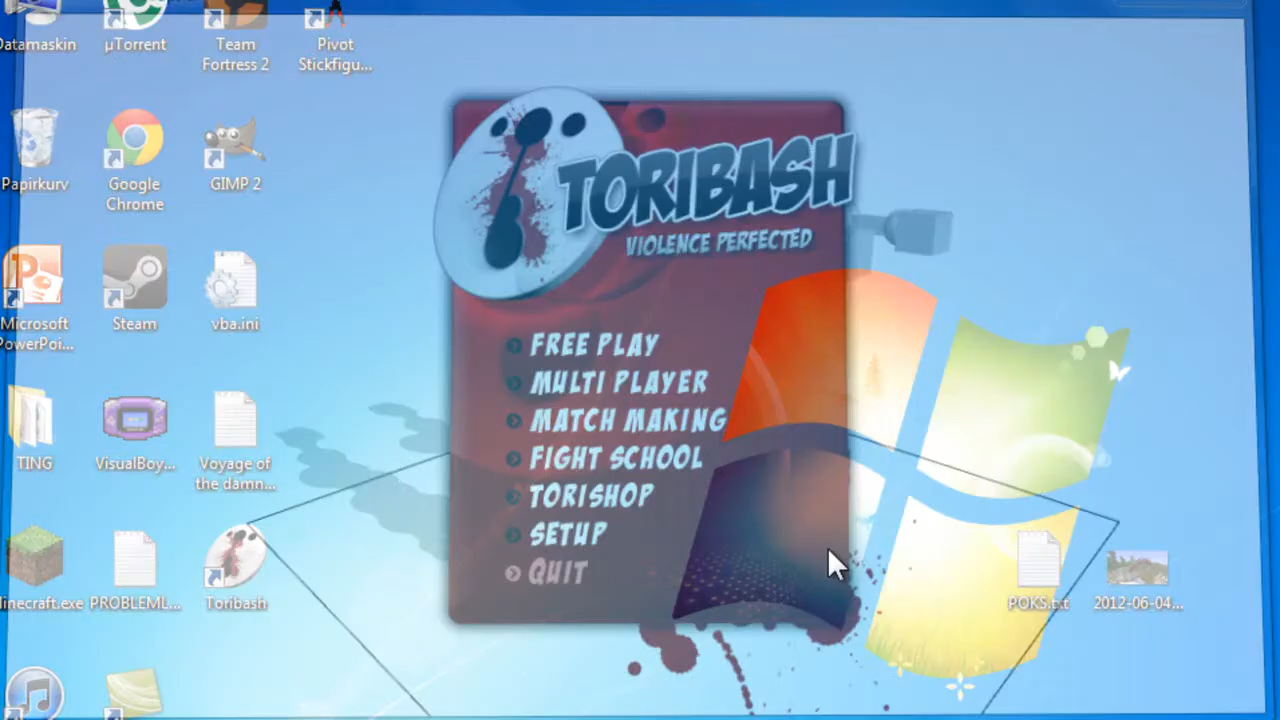 Datamaskin
µTorrent
Team
Fortress 2
Pivot
Stickfigu...
Papirkurv
Google
Chrome
GIMP 2
Microsoft
PowerPoi...
Steam
vba.ini
TING
VisualBoy...
Voyage of
the damn...
inecraft.exe
PROBLEML...
Toribash
TORIBASH
VIOLENCE PERFECTED
FREE PLAY
MULTI PLAYER
MATCH MAKING
FIGHT SCHOOL
TORISHOP
SETUP
QUIT
POKS.txt
2012-06-04...